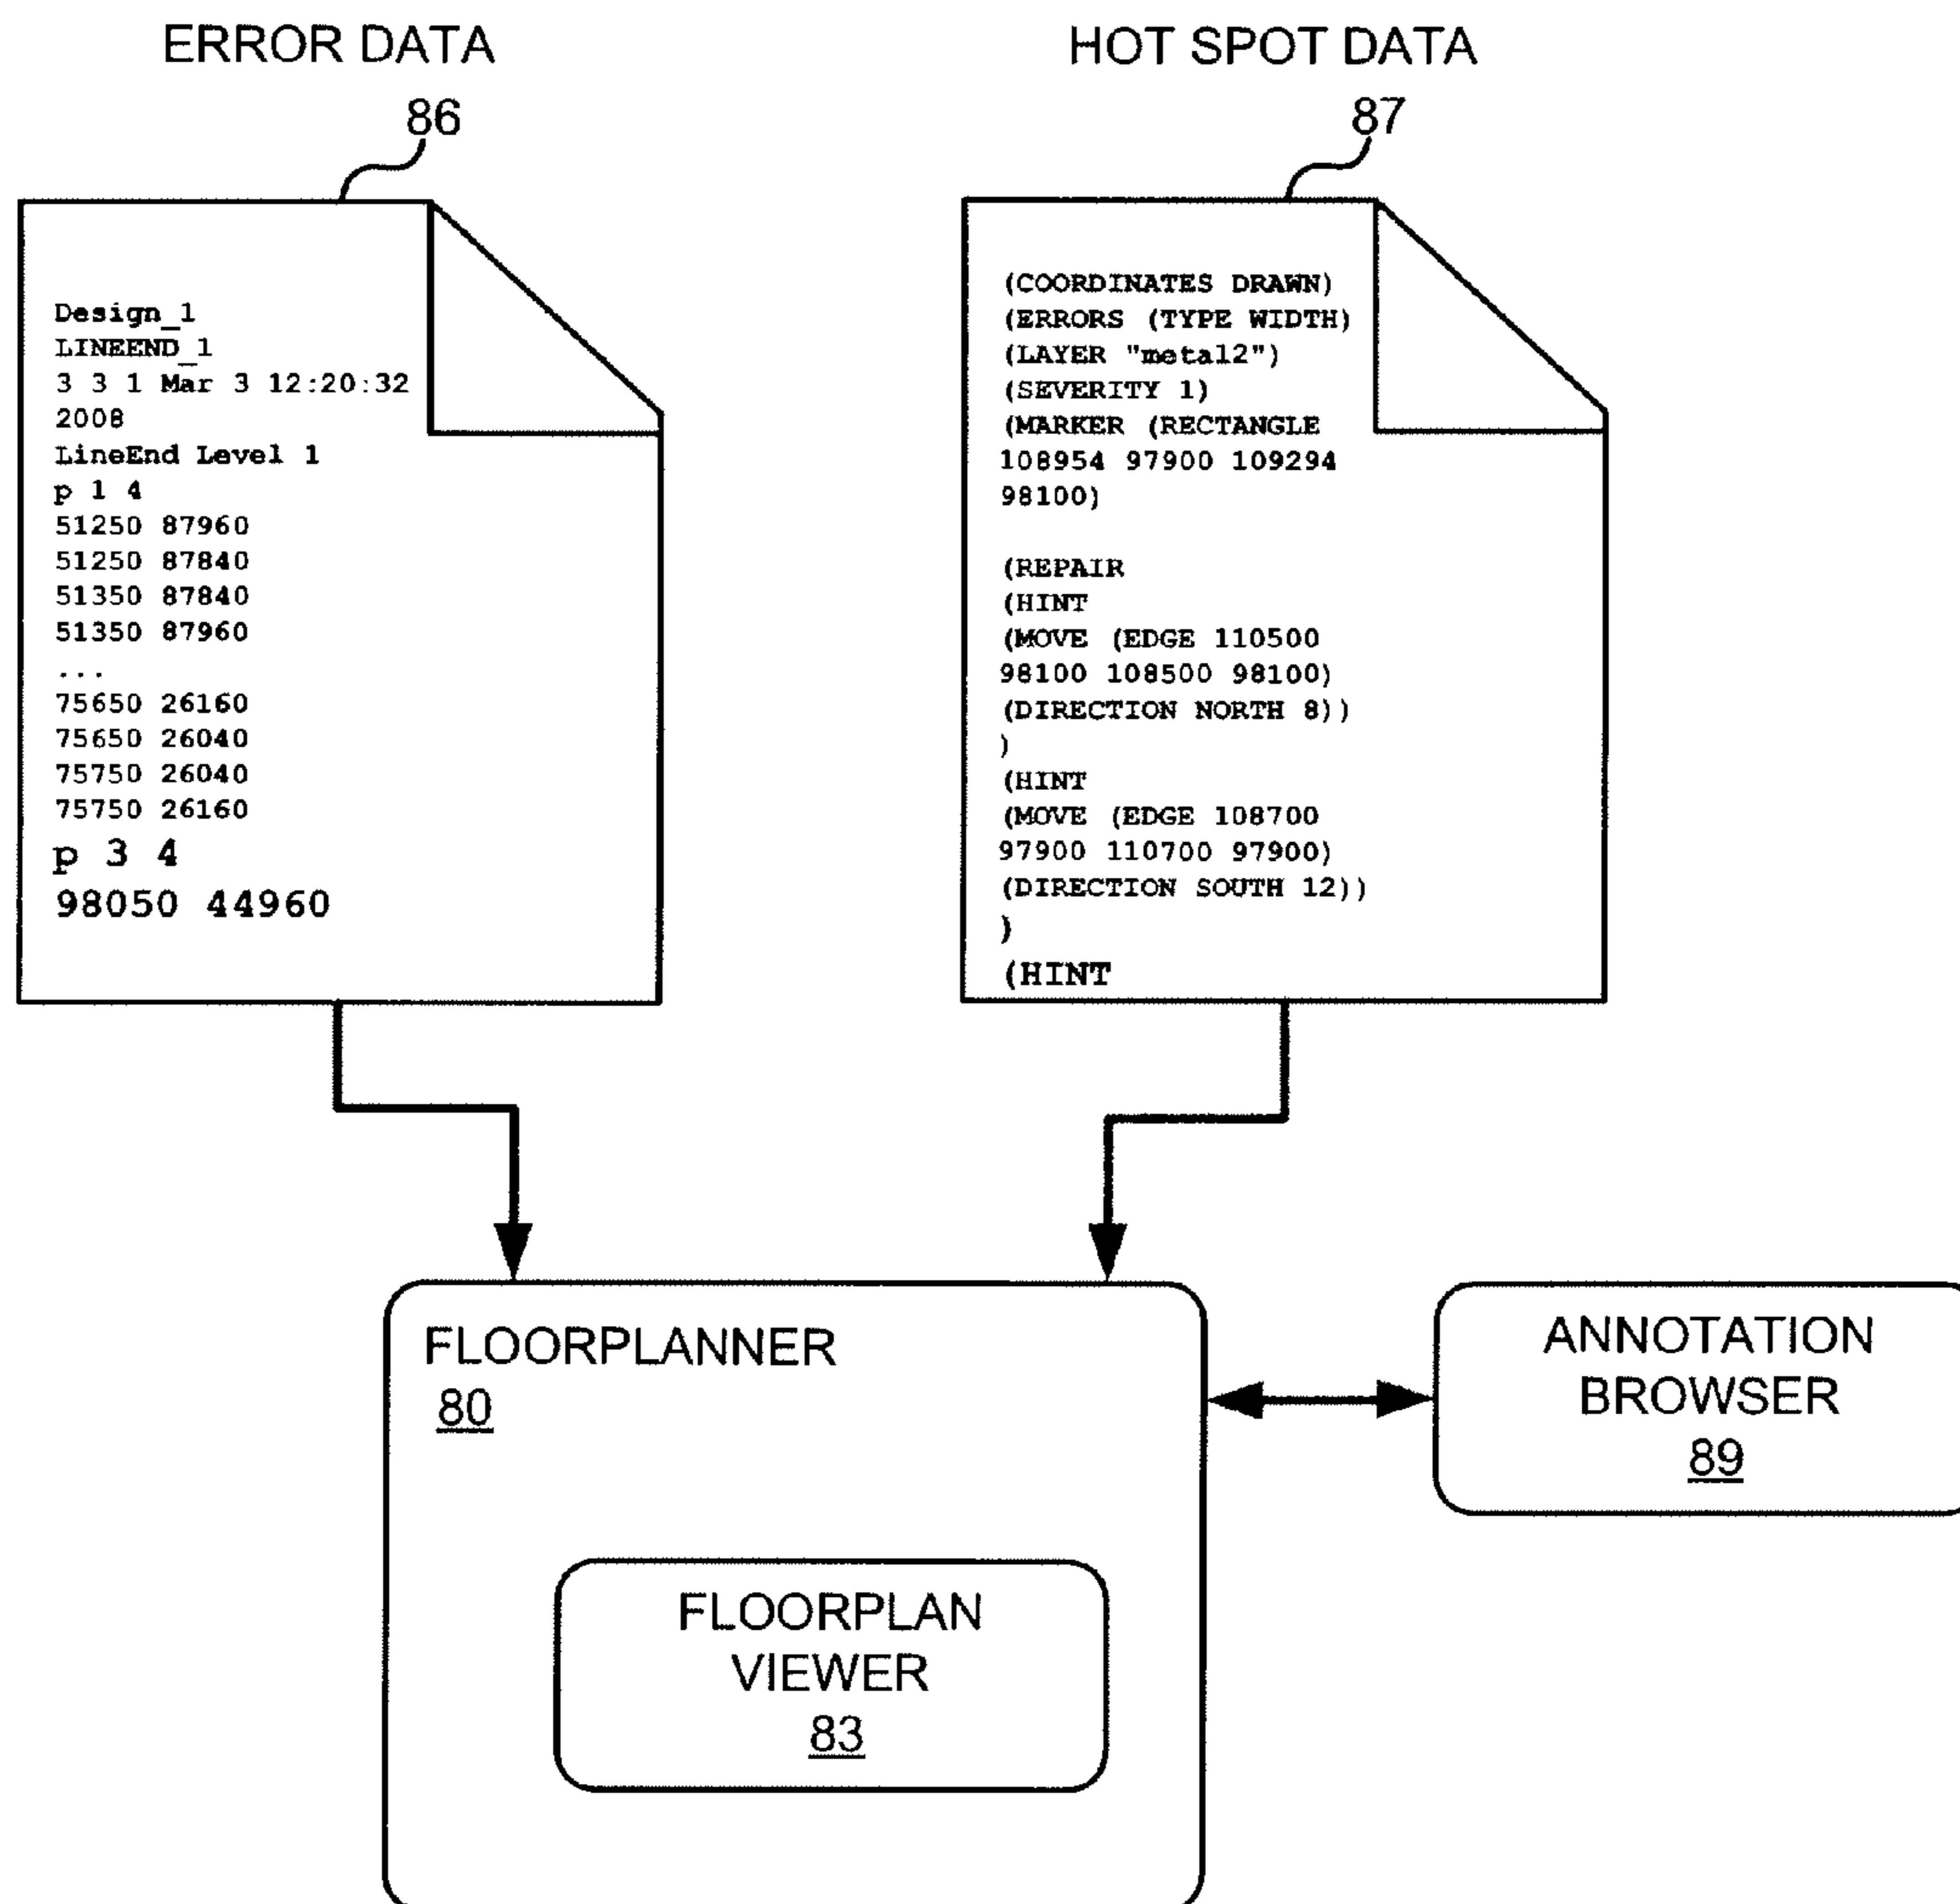 ERROR DATA
86
Design_1
LINEEND_1
3 3 1 Mar 3 12:20:32
2008
LineEnd Level 1
p 1 4
51250 87960
51250 87840
51350 87840
51350 87960
...
75650 26160
75650 26040
75750 26040
75750 26160
p 3 4
98050 44960
HOT SPOT DATA
87
(COORDINATES DRAWN)
(ERRORS (TYPE WIDTH)
(LAYER "metal2")
(SEVERITY 1)
(MARKER (RECTANGLE
108954 97900 109294
98100)
(REPAIR
(HINT
(MOVE (EDGE 110500
98100 108500 98100)
(DIRECTION NORTH 8))
)
(HINT
(MOVE (EDGE 108700
97900 110700 97900)
(DIRECTION SOUTH 12))
)
(HINT
FLOORPLANNER
80
FLOORPLAN
VIEWER
83
ANNOTATION
BROWSER
89